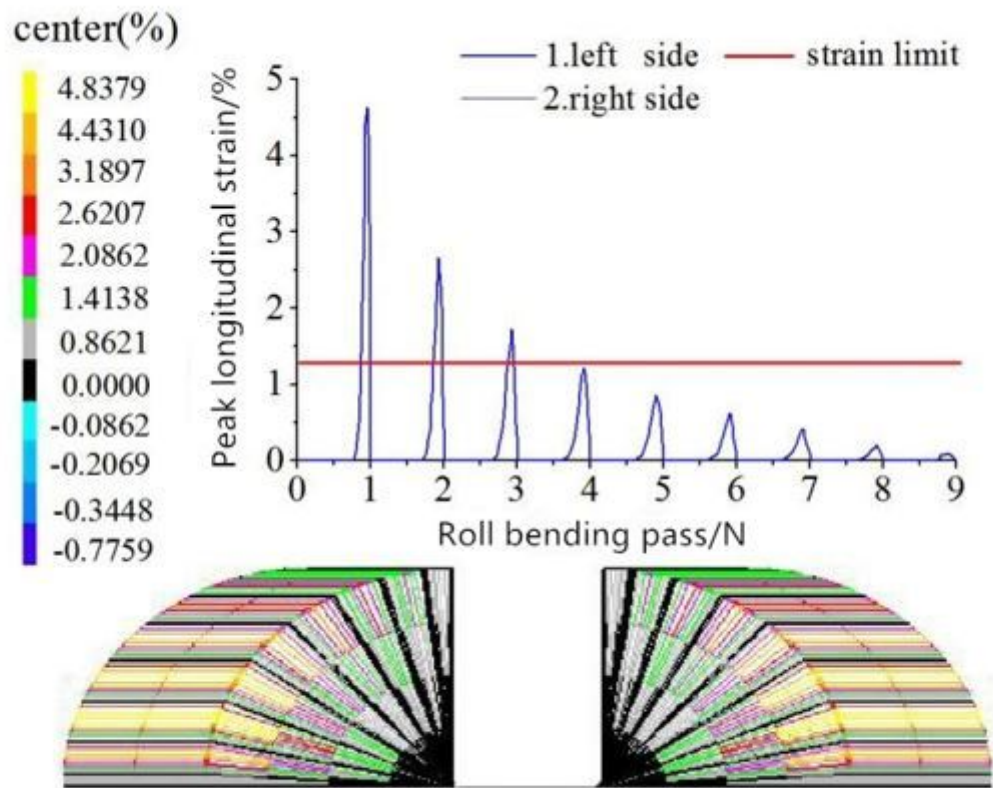 center(%)
4.8379
4.4310
3.1897
2.6207
2.0862
1.4138
0.8621
0.0000
-0.0862
-0.2069
-0.3448
-0.7759
1.left side
strain limit
2.right side
Peak longitudinal strain/%
5
4
3
2
1
0
0 1 2 3 4 5 6 7 8 9
Roll bending pass/N